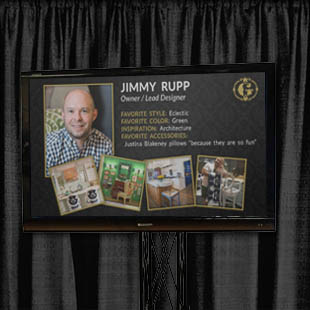 JIMMY RUPP
Owner / Lead Designer
FAVORITE STYLE: Eclectic
FAVORITE COLOR: Green
INSPIRATION: Architecture
FAVORITE ACCESSORIES:
Justina Blakeney pillows "because they are so fun"